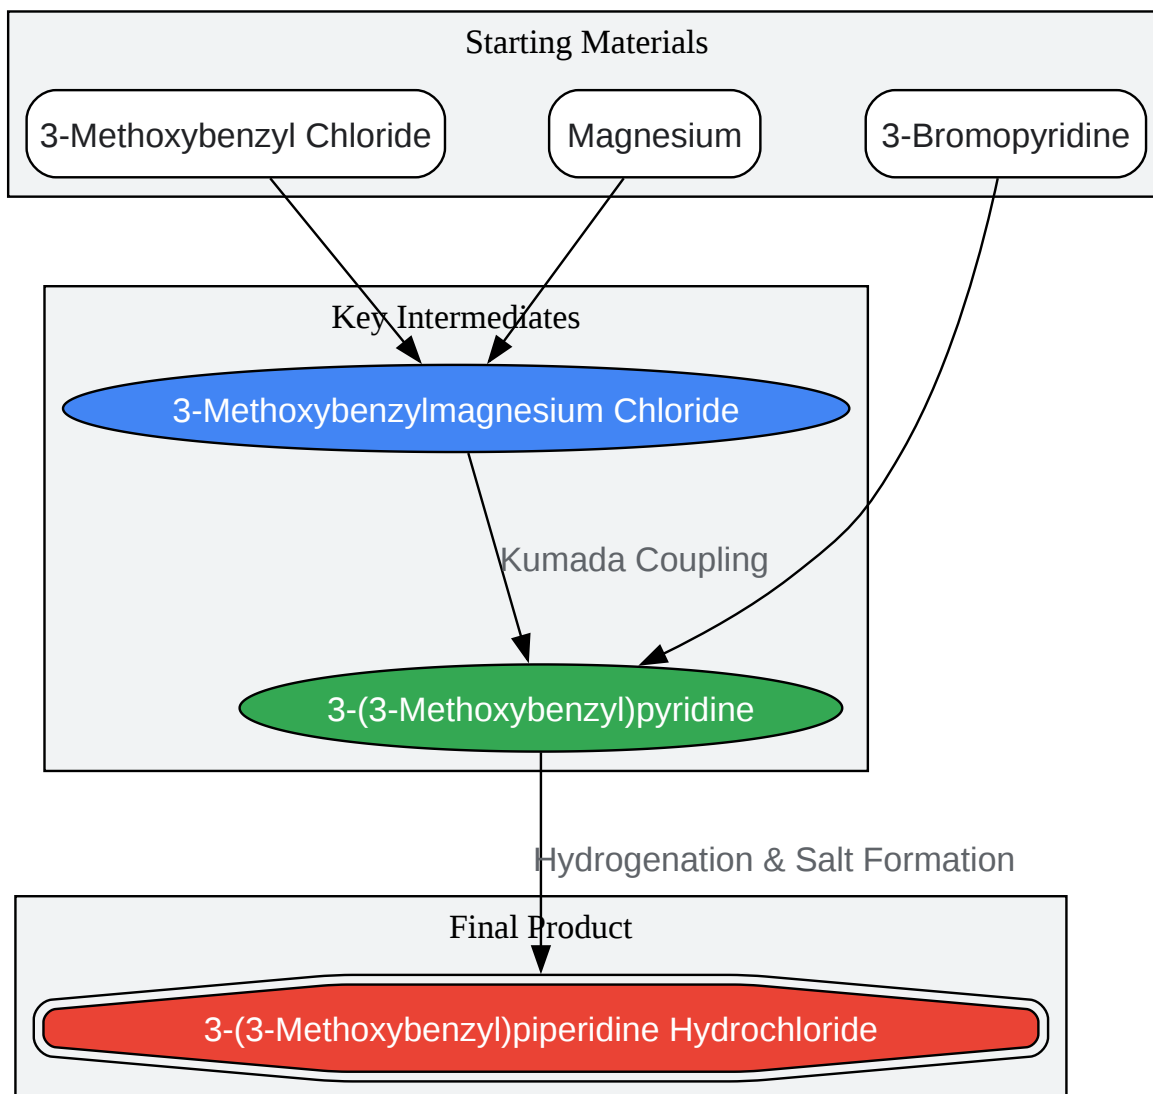 Starting Materials
3-Methoxybenzyl Chloride
Magnesium
3-Bromopyridine
Key Intermediates
3-Methoxybenzylmagnesium Chloride
Kumada Coupling
3-(3-Methoxybenzyl)pyridine
Hydrogenation & Salt Formation
Final Product
3-(3-Methoxybenzyl)piperidine Hydrochloride